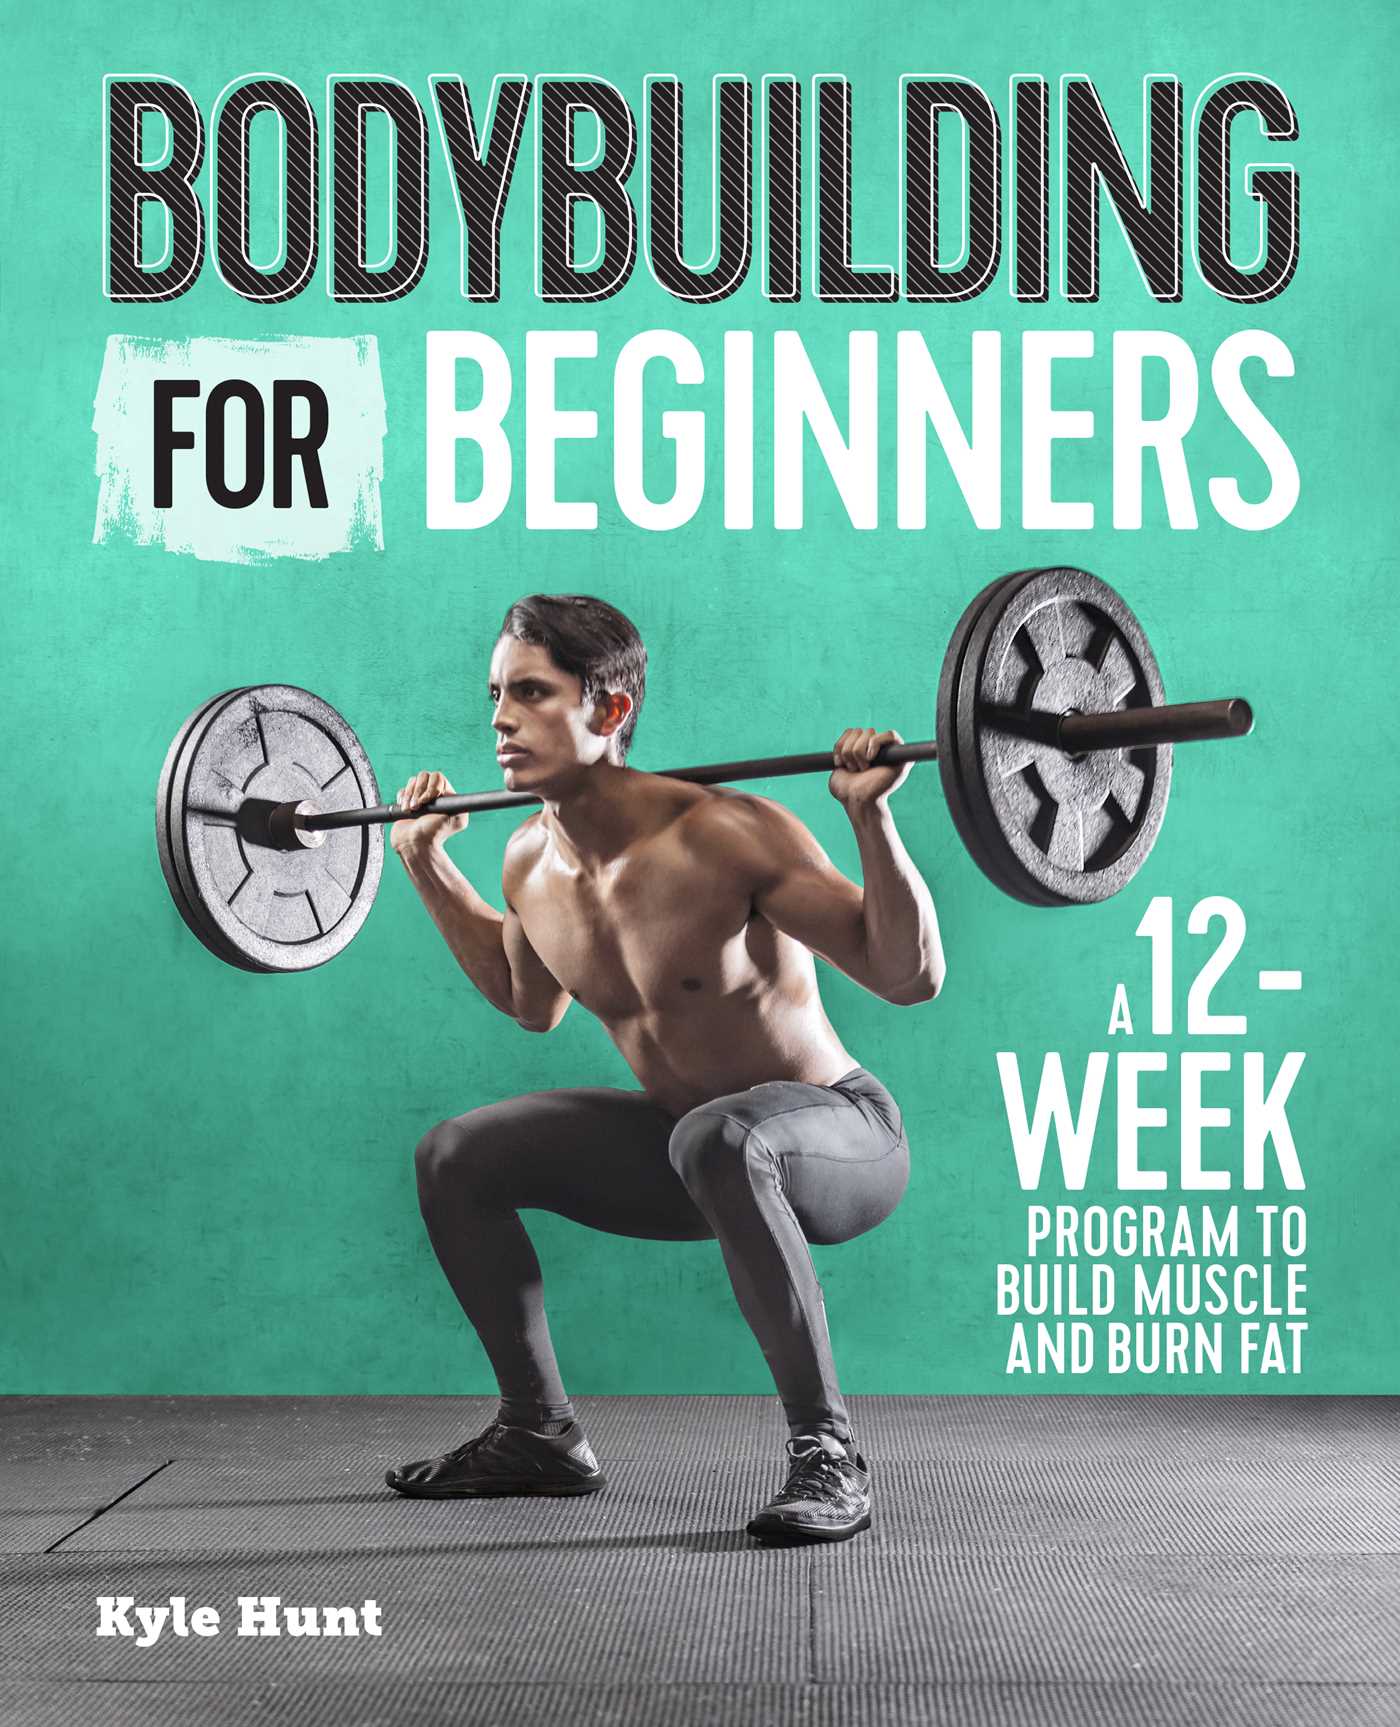 BODYBUILDING
FOR BEGINNERS
A 12-
WEEK
PROGRAM TO
BUILD MUSCLE
AND BURN FAT
Kyle Hunt